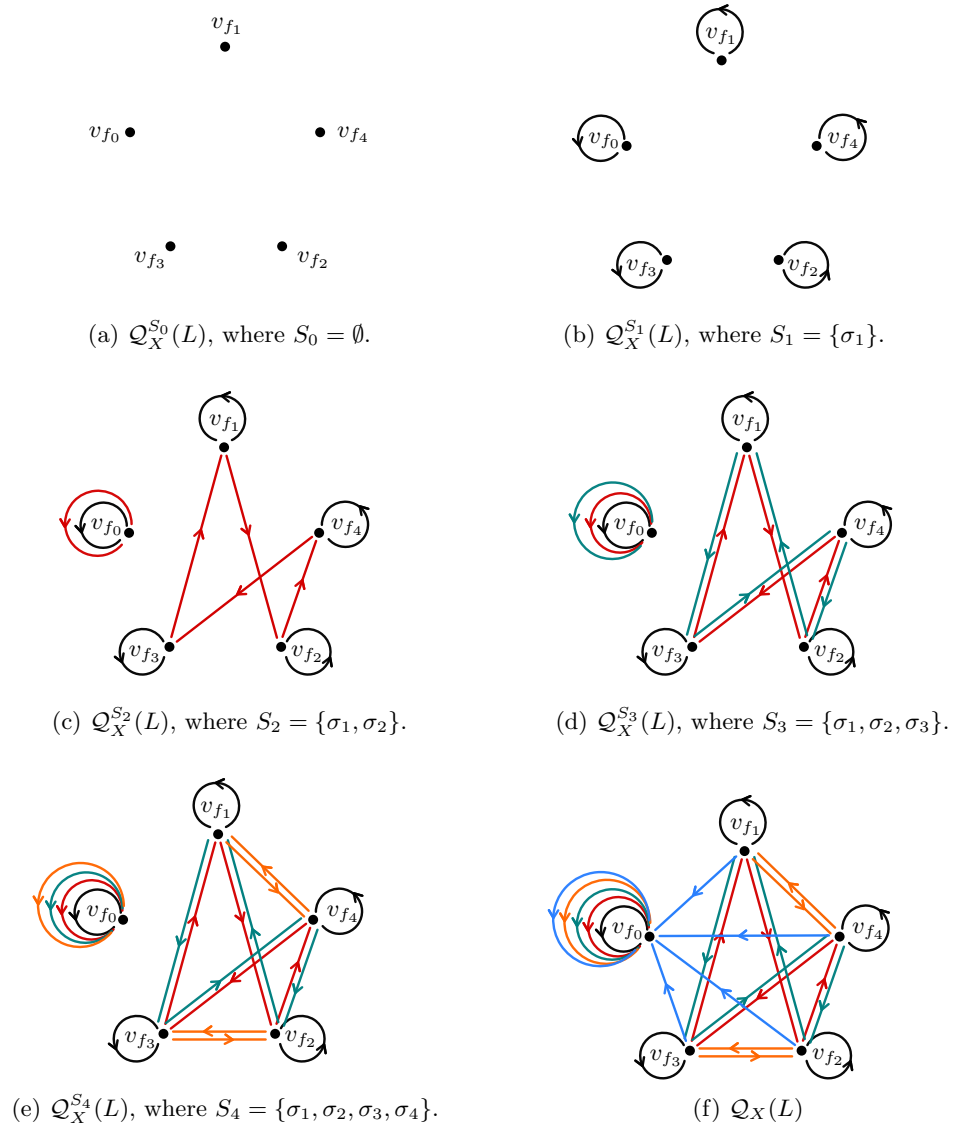 v_{f_1}
v_{f_0}
v_{f_4}
v_{f_3}
v_{f_2}
(a) 𝒬_X^{S_0}(L), where S_0 = ∅.
v_{f_1}
v_{f_0}
v_{f_4}
v_{f_3}
v_{f_2}
(b) 𝒬_X^{S_1}(L), where S_1 = {σ_1}.
v_{f_1}
v_{f_0}
v_{f_4}
v_{f_3}
v_{f_2}
(c) 𝒬_X^{S_2}(L), where S_2 = {σ_1, σ_2}.
v_{f_1}
v_{f_0}
v_{f_4}
v_{f_3}
v_{f_2}
(d) 𝒬_X^{S_3}(L), where S_3 = {σ_1, σ_2, σ_3}.
v_{f_1}
v_{f_0}
v_{f_4}
v_{f_3}
v_{f_2}
(e) 𝒬_X^{S_4}(L), where S_4 = {σ_1, σ_2, σ_3, σ_4}.
v_{f_1}
v_{f_0}
v_{f_4}
v_{f_3}
v_{f_2}
(f) 𝒬_X(L)